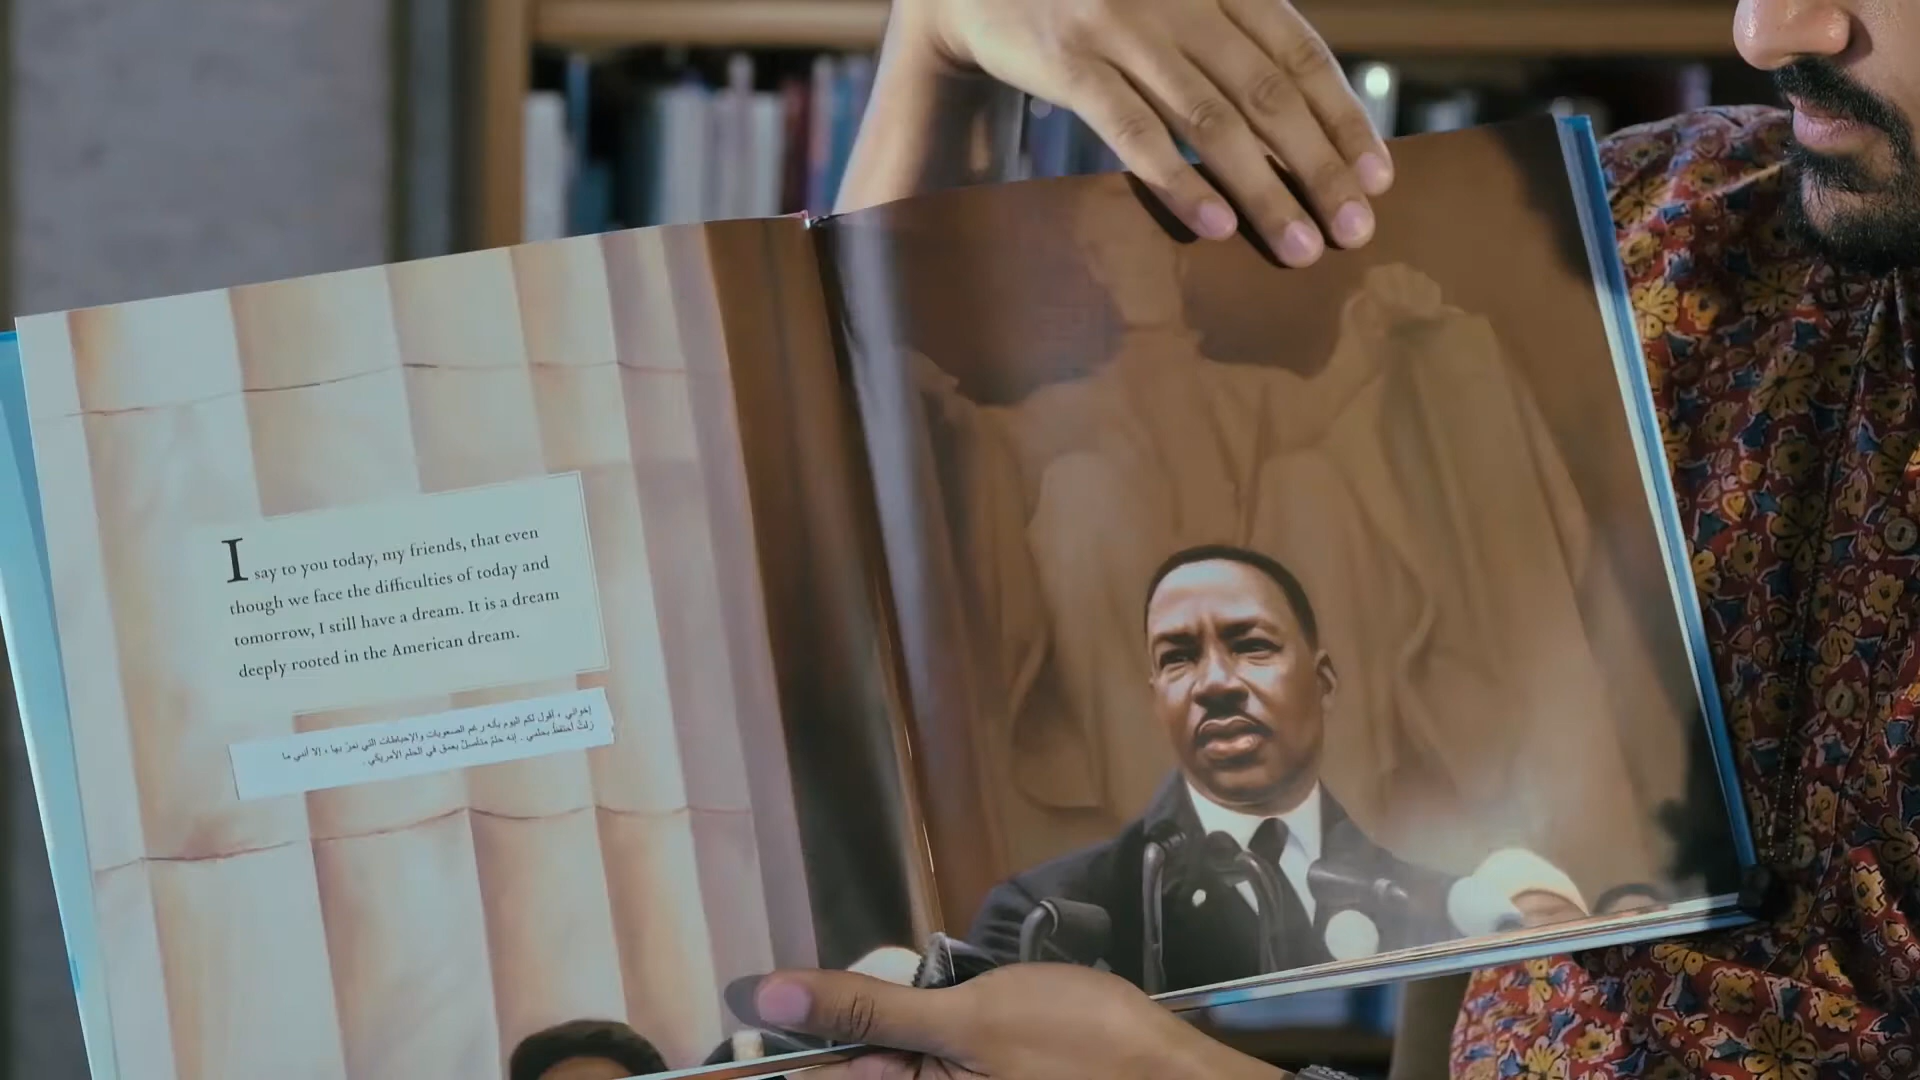 I say to you today, my friends, that even
though we face the difficulties of today and
tomorrow, I still have a dream. It is a dream
deeply rooted in the American dream.
إخواني ، أقول لكم اليوم بأنه رغم الصعوبات والإحباطات التي نمرّ بها ، إلا أنني ما
زلتُ أحتفظُ بحلمي . إنه حلمٌ متأصلٌ بعمق في الحلم الأمريكي .